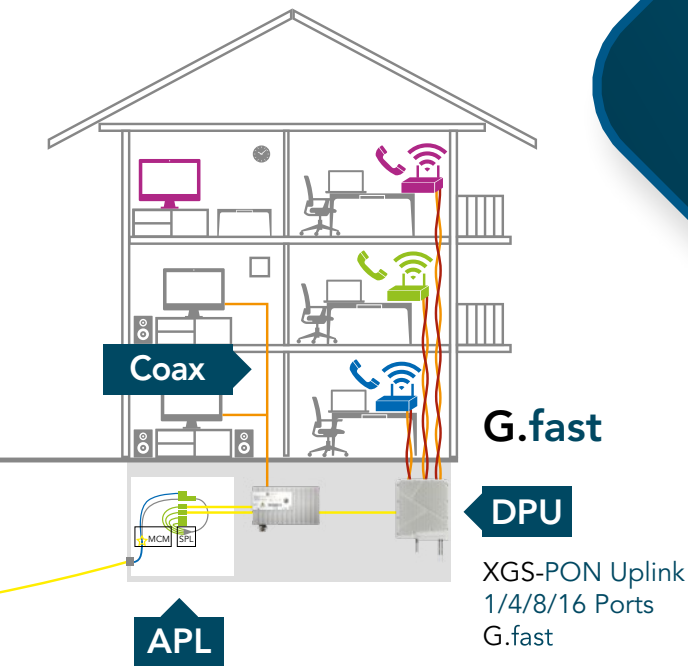 Coax
G.fast
DPU
MCM
SPL
XGS-PON Uplink
1/4/8/16 Ports
G.fast
APL